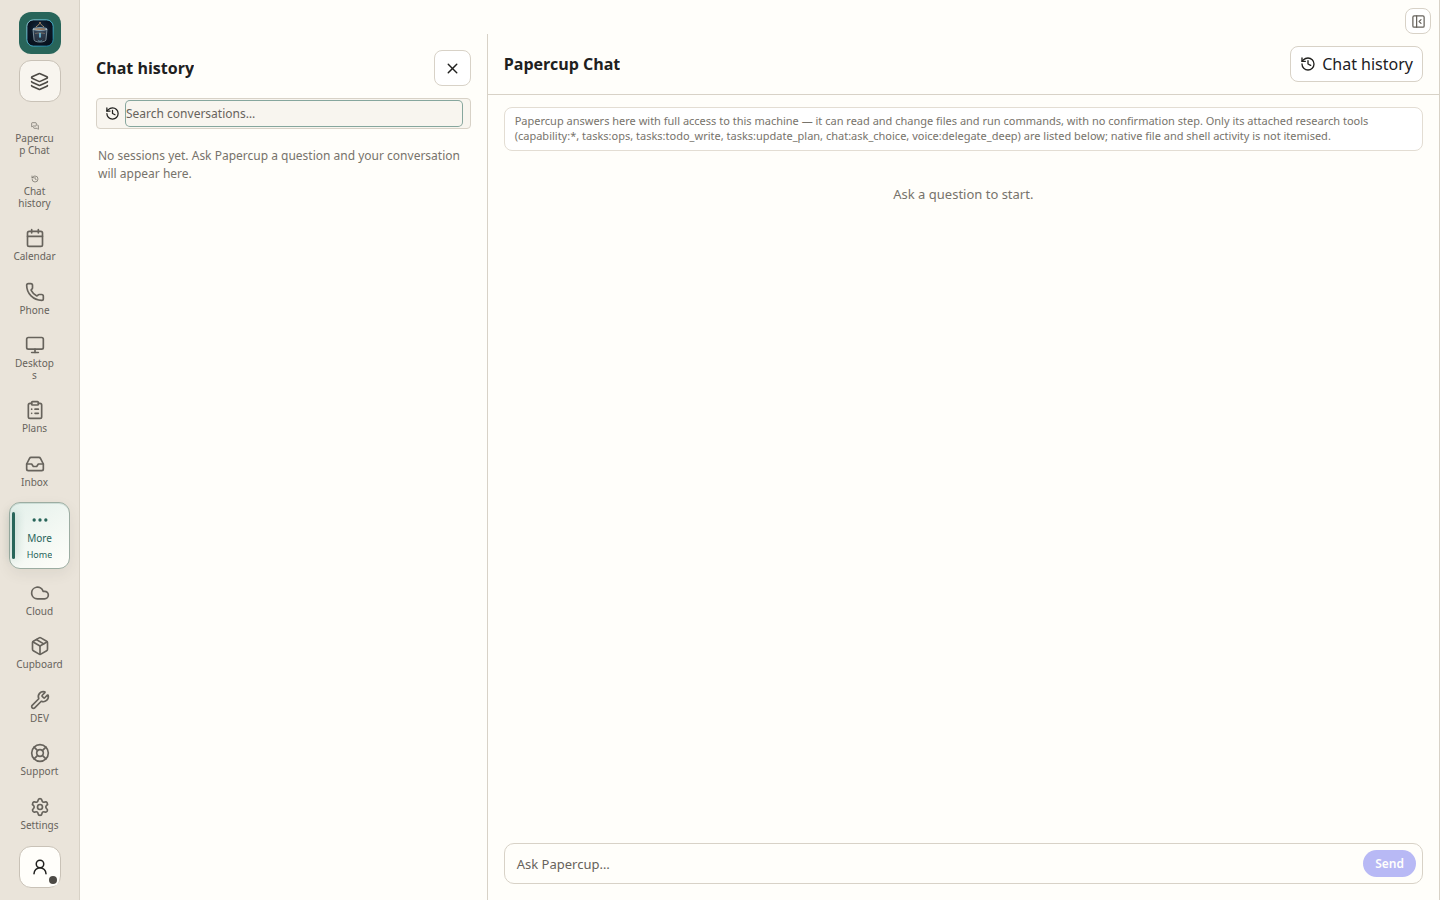 Papercu
p Chat
Chat
history
Calendar
Phone
Desktop
s
Plans
Inbox
More
Home
Cloud
Cupboard
DEV
Support
Settings
Chat history
Search conversations...
No sessions yet. Ask Papercup a question and your conversation
will appear here.
Papercup Chat
Chat history
Papercup answers here with full access to this machine — it can read and change files and run commands, with no confirmation step. Only its attached research tools
(capability:*, tasks:ops, tasks:todo_write, tasks:update_plan, chat:ask_choice, voice:delegate_deep) are listed below; native file and shell activity is not itemised.
Ask a question to start.
Ask Papercup...
Send